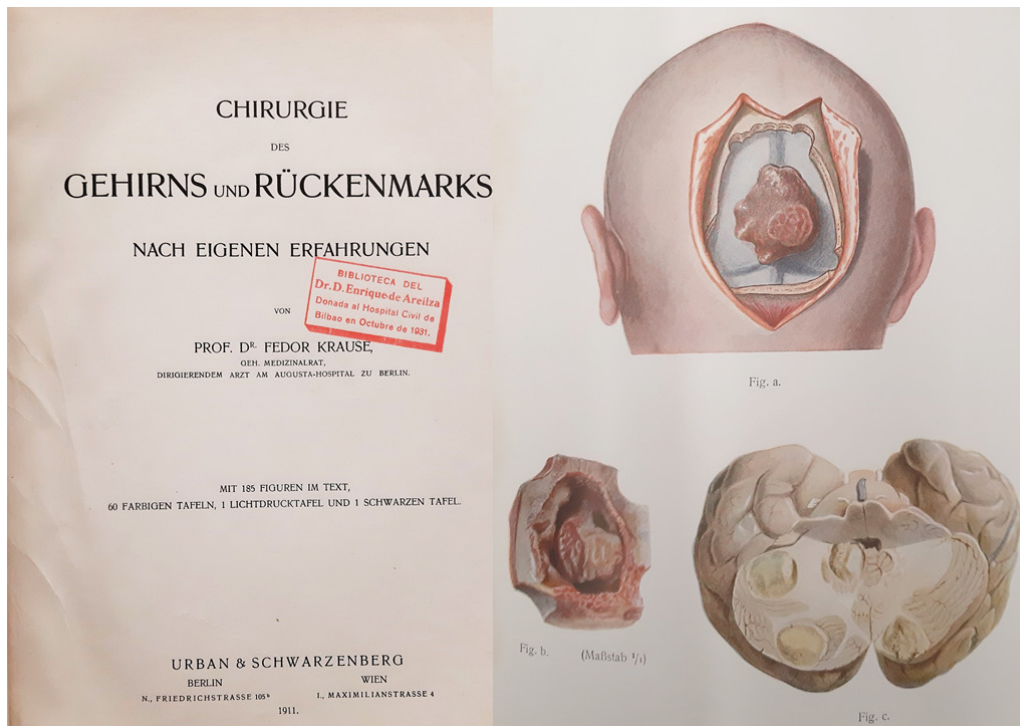 CHIRURGIE
DES
GEHIRNS UND RÜCKENMARKS
NACH EIGENEN ERFAHRUNGEN
BIBLIOTECA DEL
Dr. D. Enrique de Areilza
Donada al Hospital Civil de
Bilbao en Octubre de 1931.
VON
PROF. DR. FEDOR KRAUSE,
GEH. MEDIZINALRAT,
DIRIGIERENDEM ARZT AM AUGUSTA-HOSPITAL ZU BERLIN.
MIT 185 FIGUREN IM TEXT,
60 FARBIGEN TAFELN, 1 LICHTDRUCKTAFEL UND 1 SCHWARZEN TAFEL.
URBAN & SCHWARZENBERG
BERLIN WIEN
N., FRIEDRICHSTRASSE 105b I., MAXIMILIANSTRASSE 4
1911.
Fig. a.
Fig. b. (Maßstab
Fig. c.